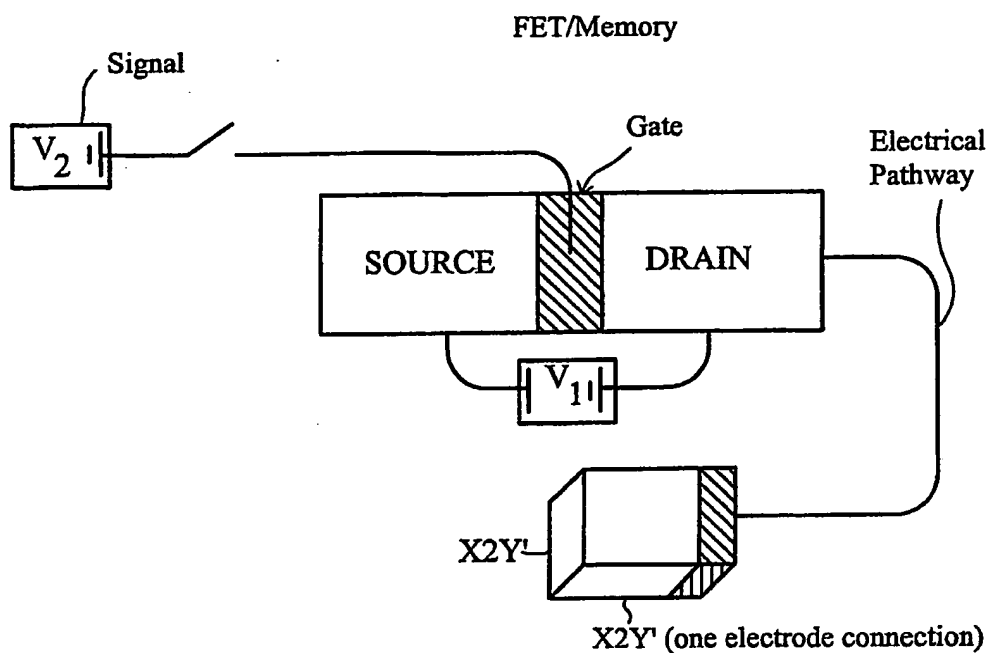 FET/Memory
Signal
V2
Gate
Electrical
Pathway
SOURCE
DRAIN
V1
X2Y'
X2Y' (one electrode connection)